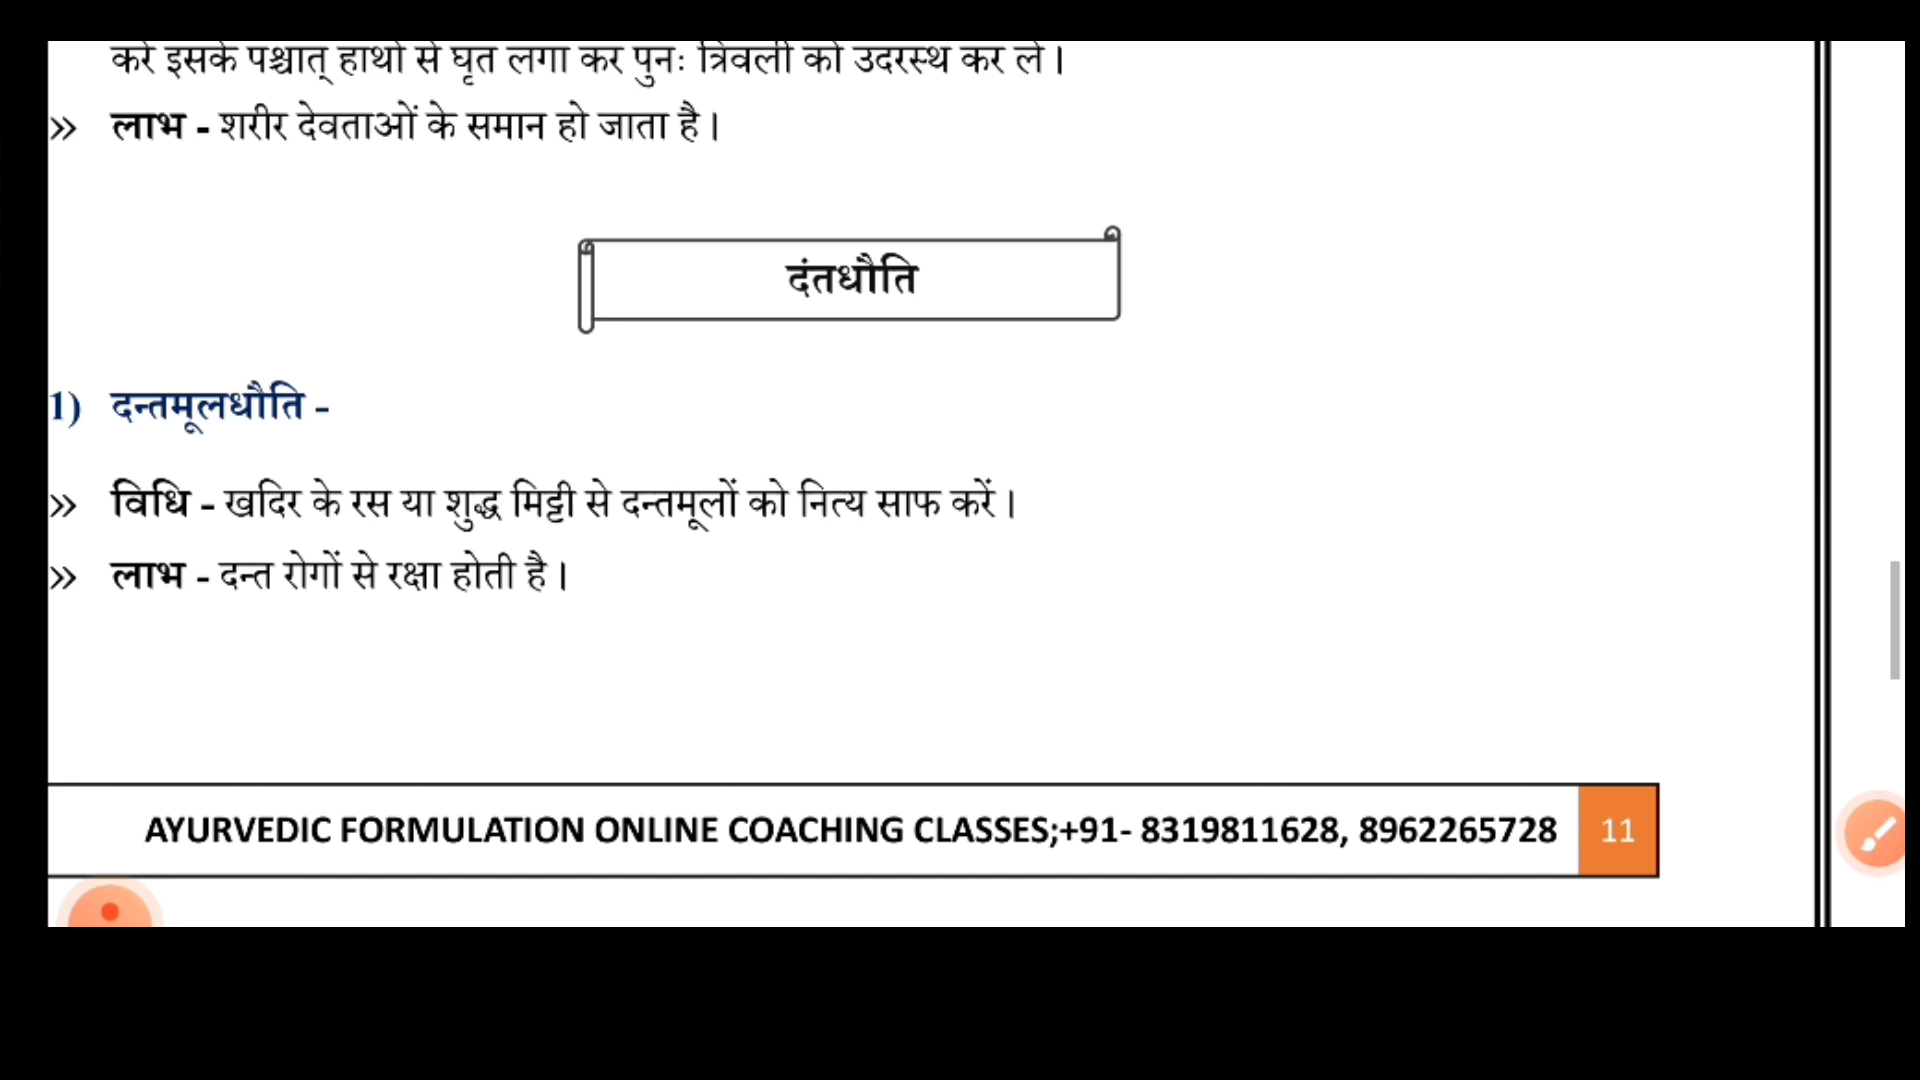 करे इसके पश्चात् हाथो से घृत लगा कर पुनः त्रिवली को उदरस्थ कर ले।
» लाभ - शरीर देवताओं के समान हो जाता है।
दंतधौति
1) दन्तमूलधौति -
» विधि - खदिर के रस या शुद्ध मिट्टी से दन्तमूलों को नित्य साफ करें।
» लाभ - दन्त रोगों से रक्षा होती है।
AYURVEDIC FORMULATION ONLINE COACHING CLASSES;+91- 8319811628, 8962265728 11